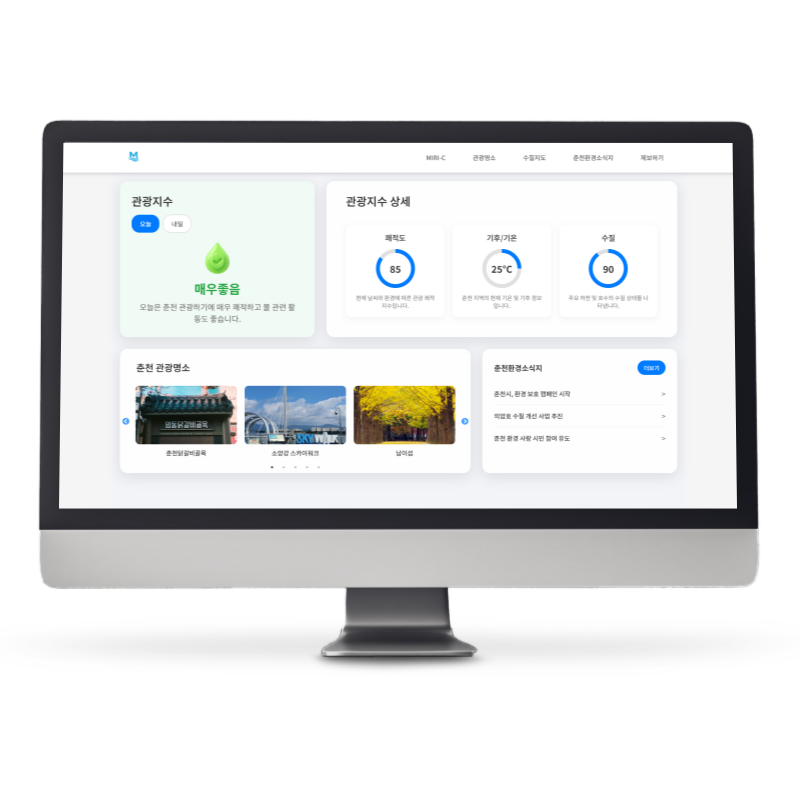 MIRI-C 관광명소 수질지도 춘천환경소식지 제보하기
관광지수
오늘 내일
매우좋음
오늘은 춘천 관광하기에 매우 쾌적하고 물 관련 활
동도 좋습니다.
관광지수 상세
쾌적도
85
현재 날씨와 환경에 따른 관광 쾌적
지수입니다.
기후/기온
25°C
춘천 지역의 현재 기온 및 기후 정보
입니다.
수질
90
주요 하천 및 호수의 수질 상태를 나
타냅니다.
춘천 관광명소
명동닭갈비골목
춘천닭갈비골목
SKYWALK
소양강 스카이워크
남이섬
춘천환경소식지
더보기
춘천시, 환경 보호 캠페인 시작 >
의암호 수질 개선 사업 추진 >
춘천 환경 사랑 시민 참여 유도 >